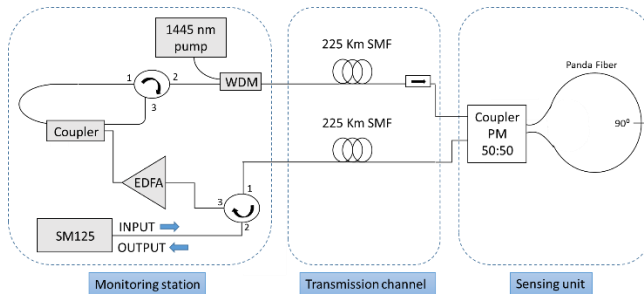 1445 nm
pump
225 Km SMF
Panda Fiber
1
2
3
WDM
Coupler
225 Km SMF
Coupler
PM
50:50
90º
EDFA
1
3
2
SM125
INPUT
OUTPUT
Monitoring station
Transmission channel
Sensing unit